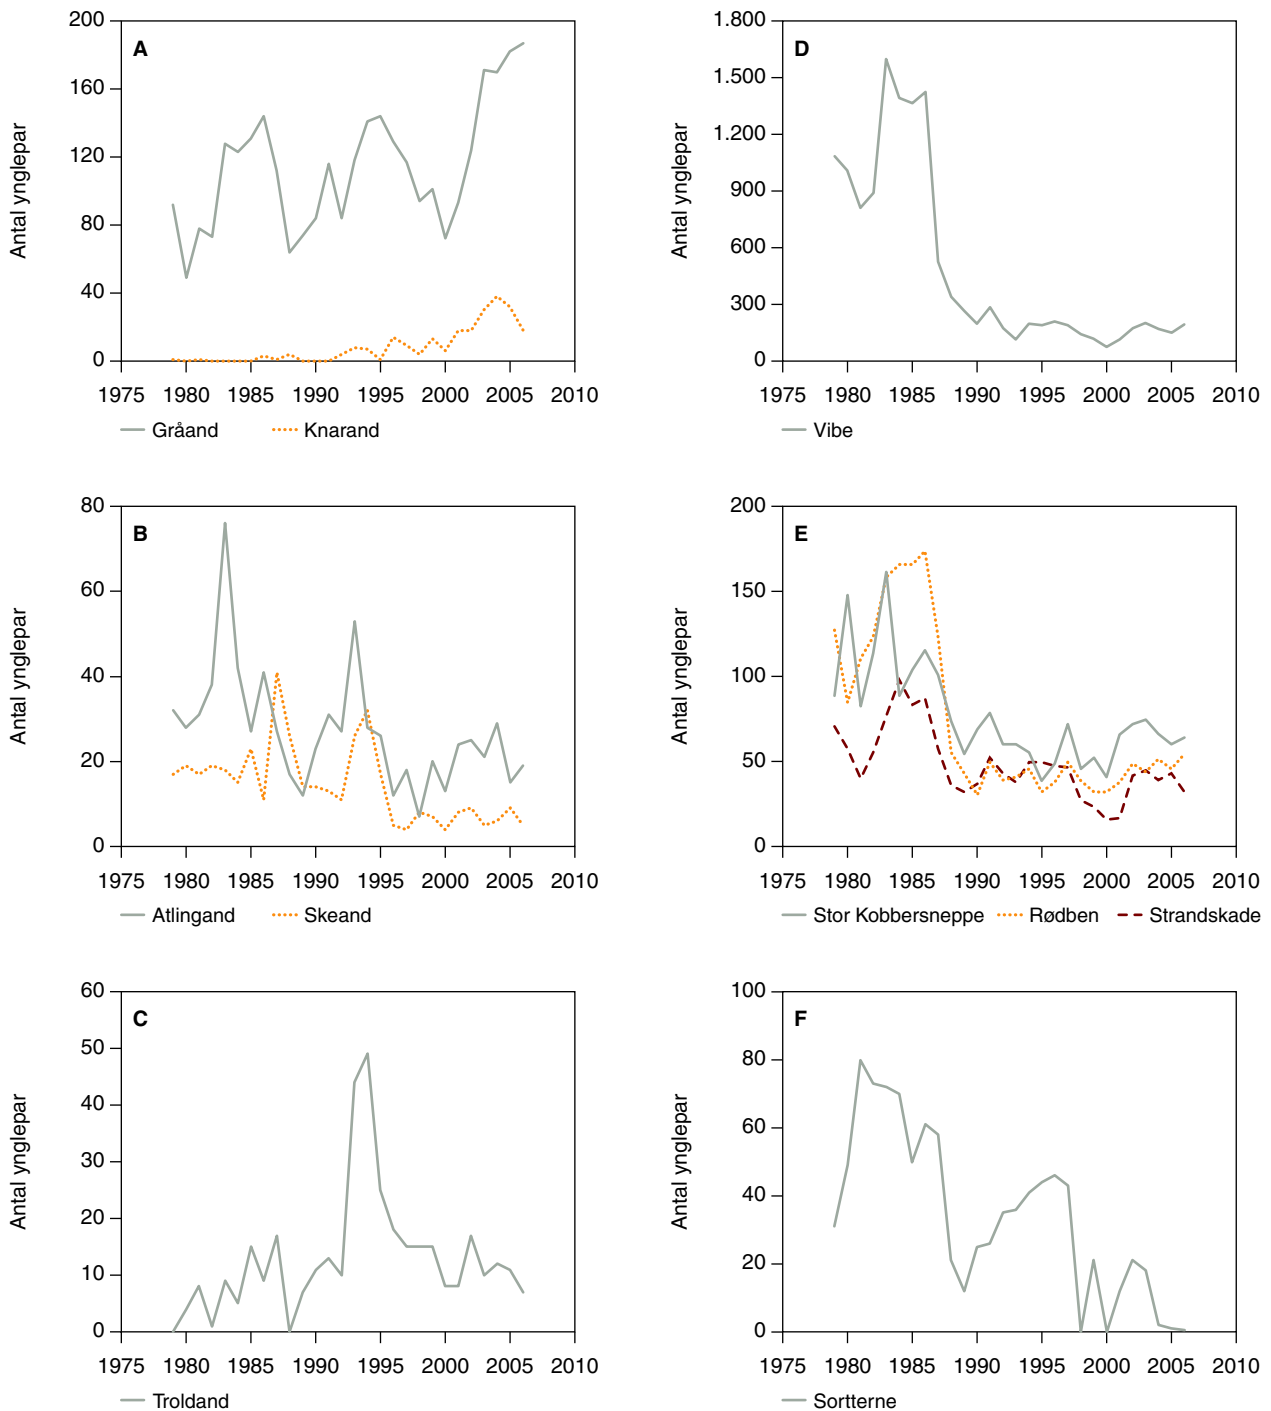 A
Antal ynglepar
200
160
120
80
40
0
1975 1980 1985 1990 1995 2000 2005 2010
Gråand Knarand
D
Antal ynglepar
1.800
1.500
1.200
900
600
300
0
1975 1980 1985 1990 1995 2000 2005 2010
Vibe
B
Antal ynglepar
80
60
40
20
0
1975 1980 1985 1990 1995 2000 2005 2010
Atlingand Skeand
E
Antal ynglepar
200
150
100
50
0
1975 1980 1985 1990 1995 2000 2005 2010
Stor Kobbersneppe Rødben Strandskade
C
Antal ynglepar
60
50
40
30
20
10
0
1975 1980 1985 1990 1995 2000 2005 2010
Troldand
F
Antal ynglepar
100
80
60
40
20
0
1975 1980 1985 1990 1995 2000 2005 2010
Sortterne